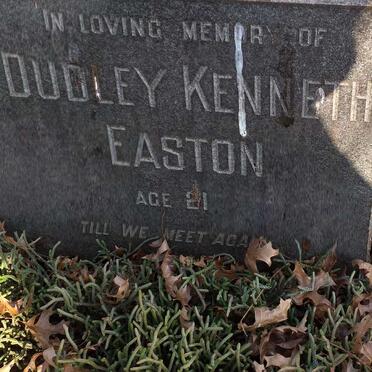 IN LOVING MEMORY OF
DUDLEY KENNETH
EASTON
AGE 21
TILL WE MEET AGAIN